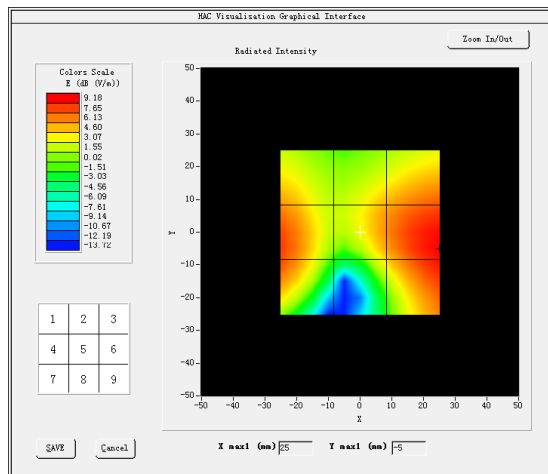 HAC Visualisation Graphical Interface
Zoom In/Out
Radiated Intensity
Colors Scale
E (dB (V/m))
9.18
7.65
6.13
4.60
3.07
1.55
0.02
-1.51
-3.03
-4.56
-6.09
-7.61
-9.14
-10.67
-12.19
-13.72
50
40
30
20
10
0
-10
-20
-30
-40
-50
Y
-50 -40 -30 -20 -10 0 10 20 30 40 50
X
1 2 3
4 5 6
7 8 9
SAVE Cancel
X max1 (mm) 25 Y max1 (mm) -5